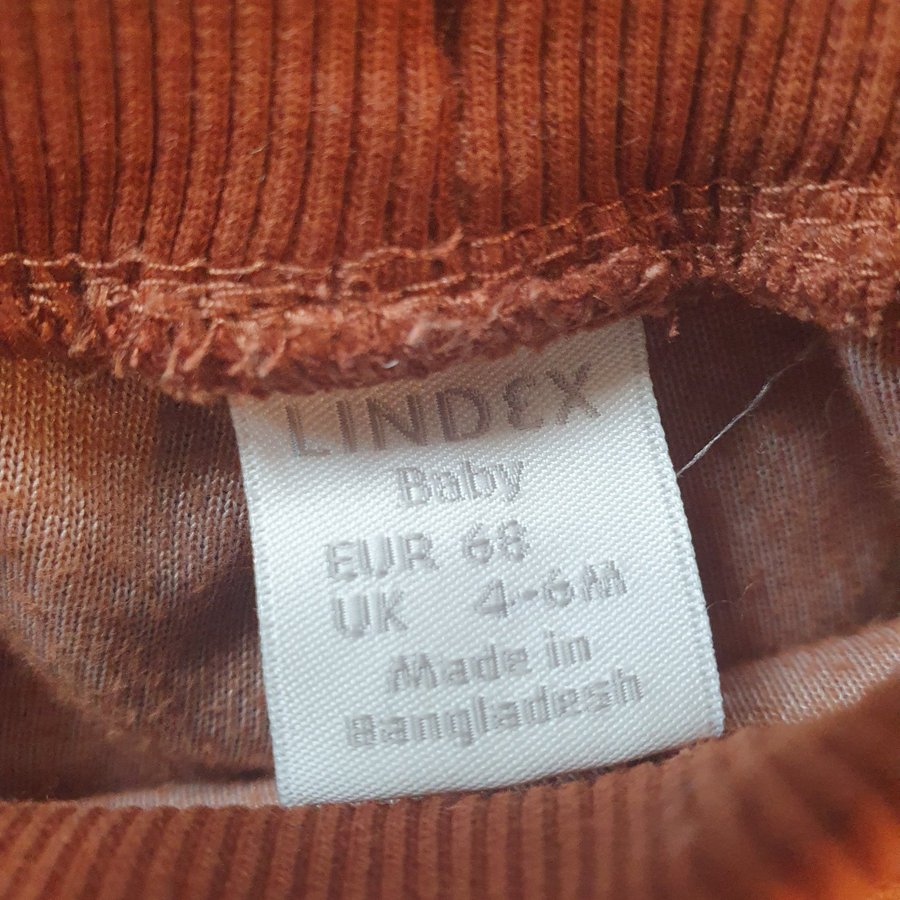 LINDEX
Baby
EUR 68
UK 4-6M
Made in
Bangladesh